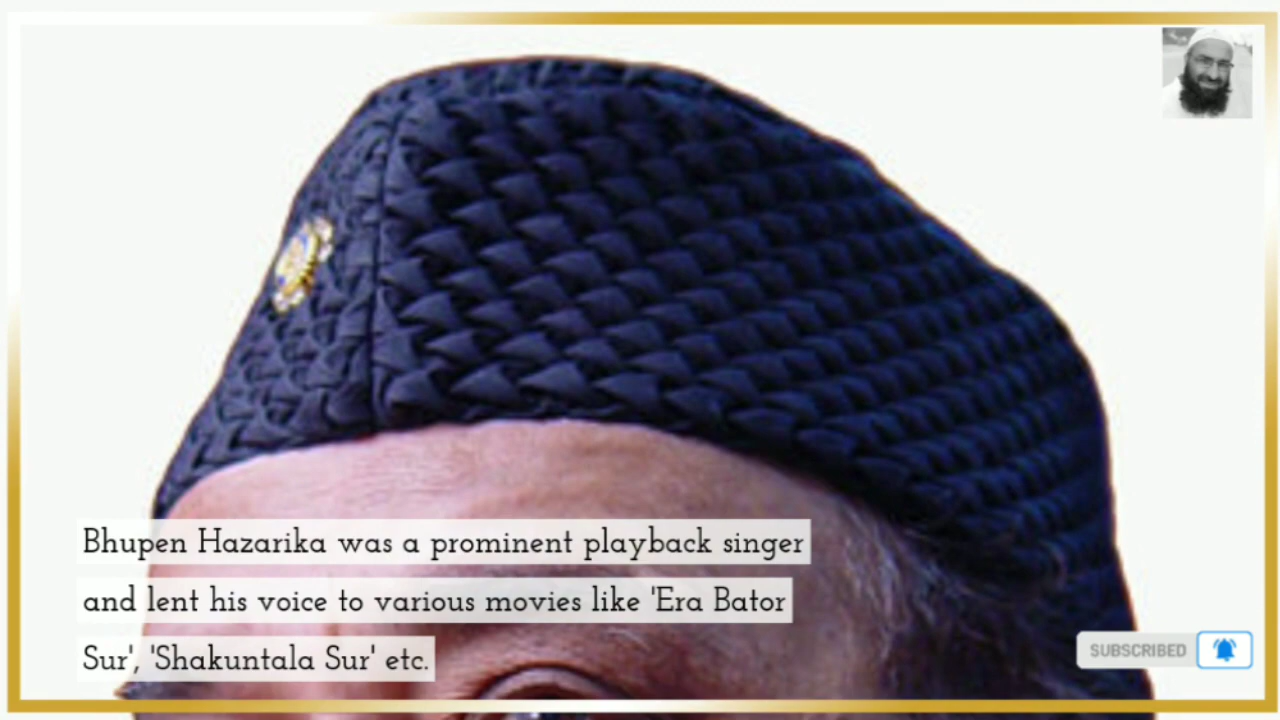 Bhupen Hazarika was a prominent playback singer
and lent his voice to various movies like 'Era Bator
Sur', 'Shakuntala Sur' etc.
SUBSCRIBED